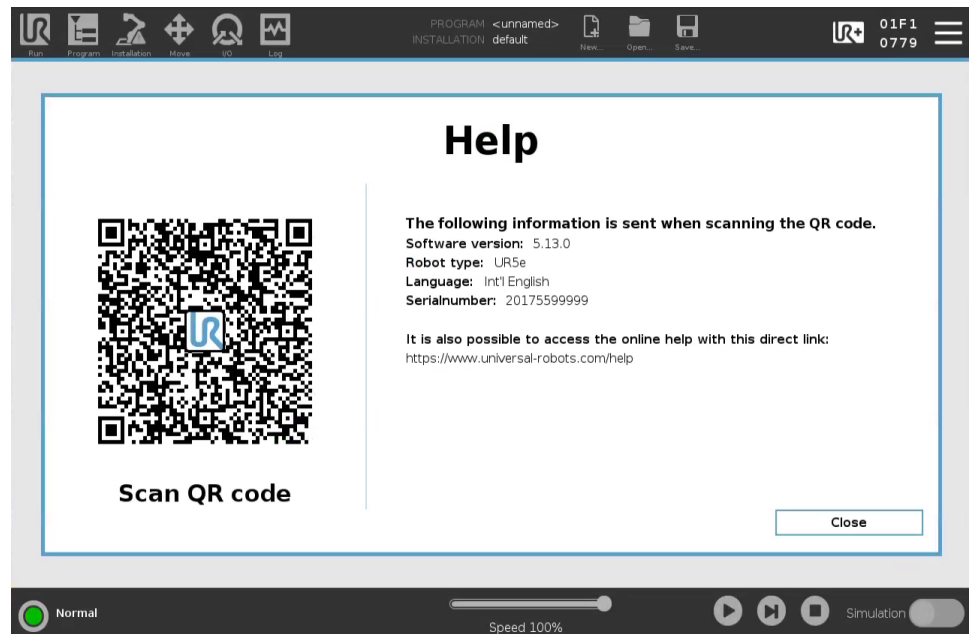 PROGRAM <unnamed>
INSTALLATION default
Run Program Installation Move I/O Log
New... Open... Save...
UR+
01F1
0779
Help
The following information is sent when scanning the QR code.
Software version: 5.13.0
Robot type: UR5e
Language: Int'l English
Serialnumber: 20175599999
It is also possible to access the online help with this direct link:
https://www.universal-robots.com/help
UR
Scan QR code
Close
Normal
Speed 100%
Simulation